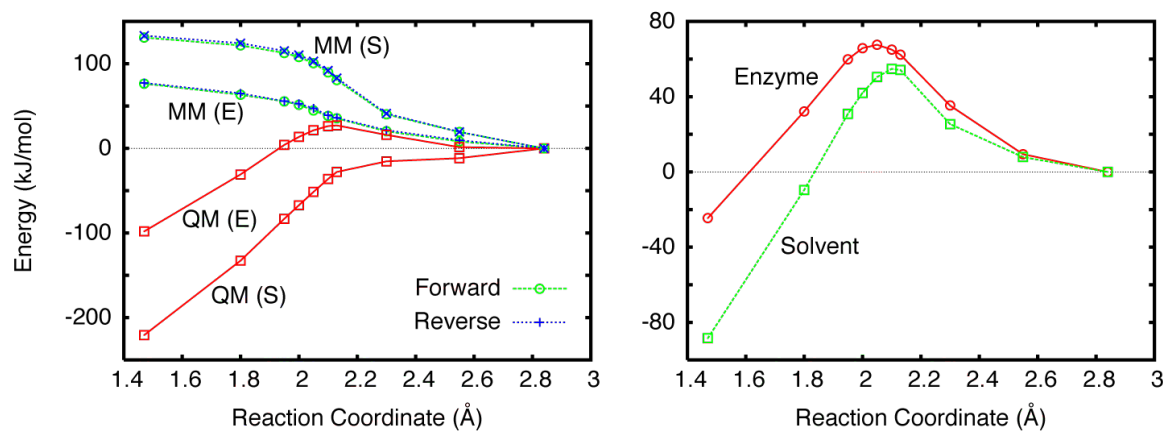 100
0
-100
-200
Energy (kJ/mol)
MM (S)
MM (E)
QM (E)
QM (S)
Forward
Reverse
1.4 1.6 1.8 2 2.2 2.4 2.6 2.8 3
Reaction Coordinate (Å)
80
40
0
-40
-80
Enzyme
Solvent
1.4 1.6 1.8 2 2.2 2.4 2.6 2.8 3
Reaction Coordinate (Å)